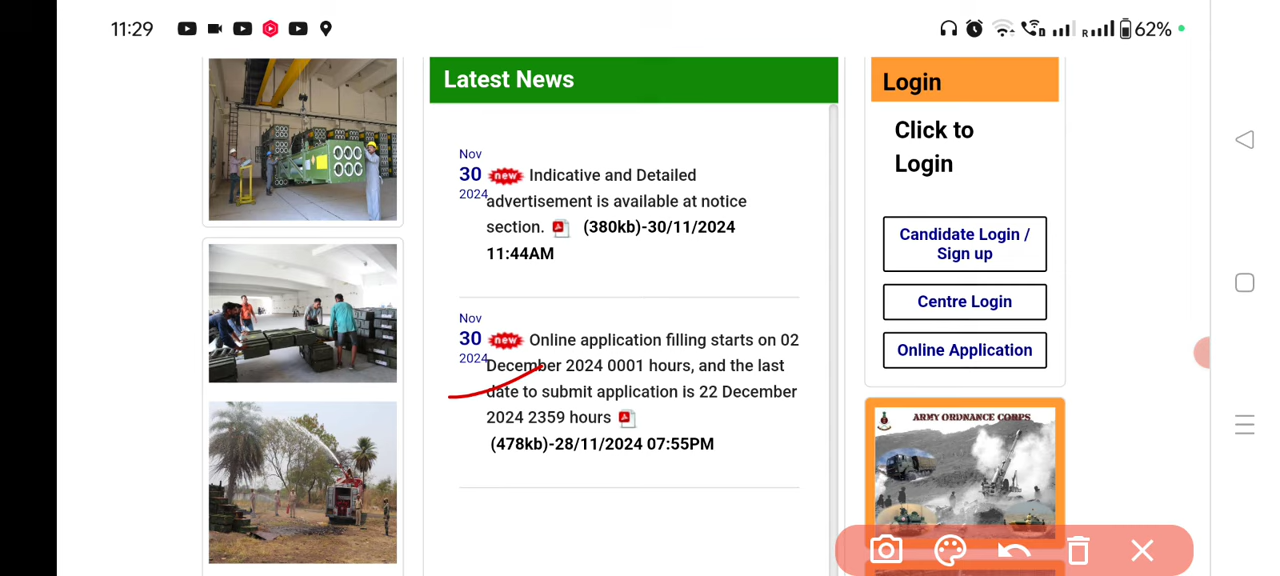 11:29
R
62%
Latest News
Login
Click to
Login
Nov
30
2024
new Indicative and Detailed
advertisement is available at notice
section. (380kb)-30/11/2024
11:44AM
Candidate Login /
Sign up
Centre Login
Online Application
Nov
30
2024
new Online application filling starts on 02
December 2024 0001 hours, and the last
date to submit application is 22 December
2024 2359 hours
(478kb)-28/11/2024 07:55PM
ARMY ORDNANCE CORPS